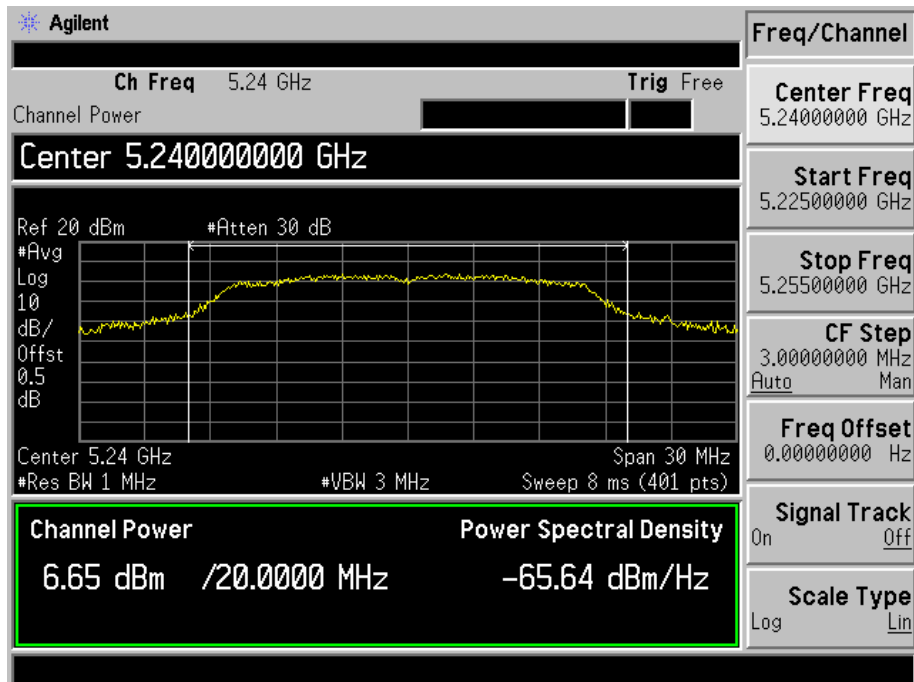 Agilent
Freq/Channel
Ch Freq 5.24 GHz Trig Free
Channel Power
Center 5.240000000 GHz
Ref 20 dBm #Atten 30 dB
#Avg
Log
10
dB/
Offst
0.5
dB
Center 5.24 GHz Span 30 MHz
#Res BW 1 MHz #VBW 3 MHz Sweep 8 ms (401 pts)
Channel Power Power Spectral Density
6.65 dBm /20.0000 MHz -65.64 dBm/Hz
Center Freq
5.24000000 GHz
Start Freq
5.22500000 GHz
Stop Freq
5.25500000 GHz
CF Step
3.00000000 MHz
Auto Man
Freq Offset
0.00000000 Hz
Signal Track
On Off
Scale Type
Log Lin